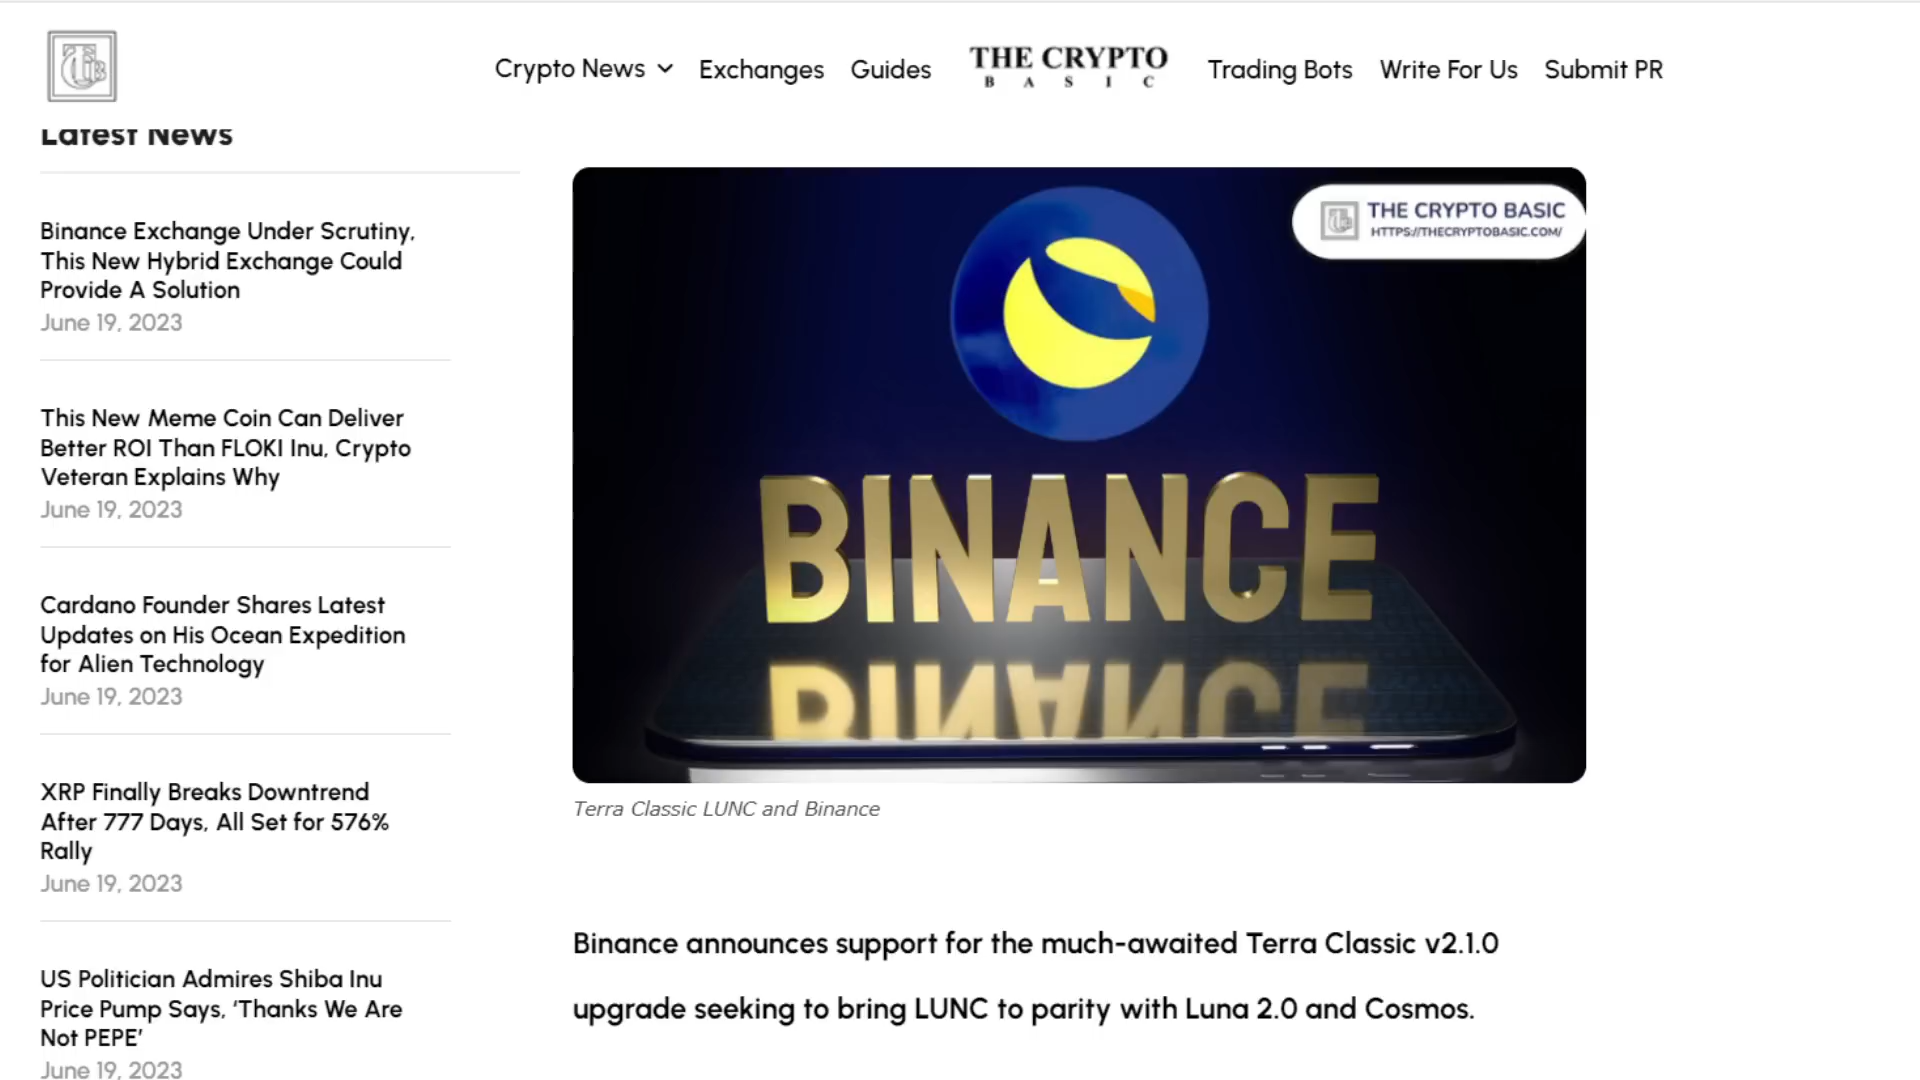 Crypto News
Exchanges
Guides
THE CRYPTO
BASIC
Trading Bots
Write For Us
Submit PR
Latest News
Binance Exchange Under Scrutiny,
This New Hybrid Exchange Could
Provide A Solution
June 19, 2023
This New Meme Coin Can Deliver
Better ROI Than FLOKI Inu, Crypto
Veteran Explains Why
June 19, 2023
Cardano Founder Shares Latest
Updates on His Ocean Expedition
for Alien Technology
June 19, 2023
XRP Finally Breaks Downtrend
After 777 Days, All Set for 576%
Rally
June 19, 2023
US Politician Admires Shiba Inu
Price Pump Says, ‘Thanks We Are
Not PEPE’
June 19, 2023
THE CRYPTO BASIC
HTTPS://THECRYPTOBASIC.COM/
BINANCE
Terra Classic LUNC and Binance
Binance announces support for the much-awaited Terra Classic v2.1.0
upgrade seeking to bring LUNC to parity with Luna 2.0 and Cosmos.